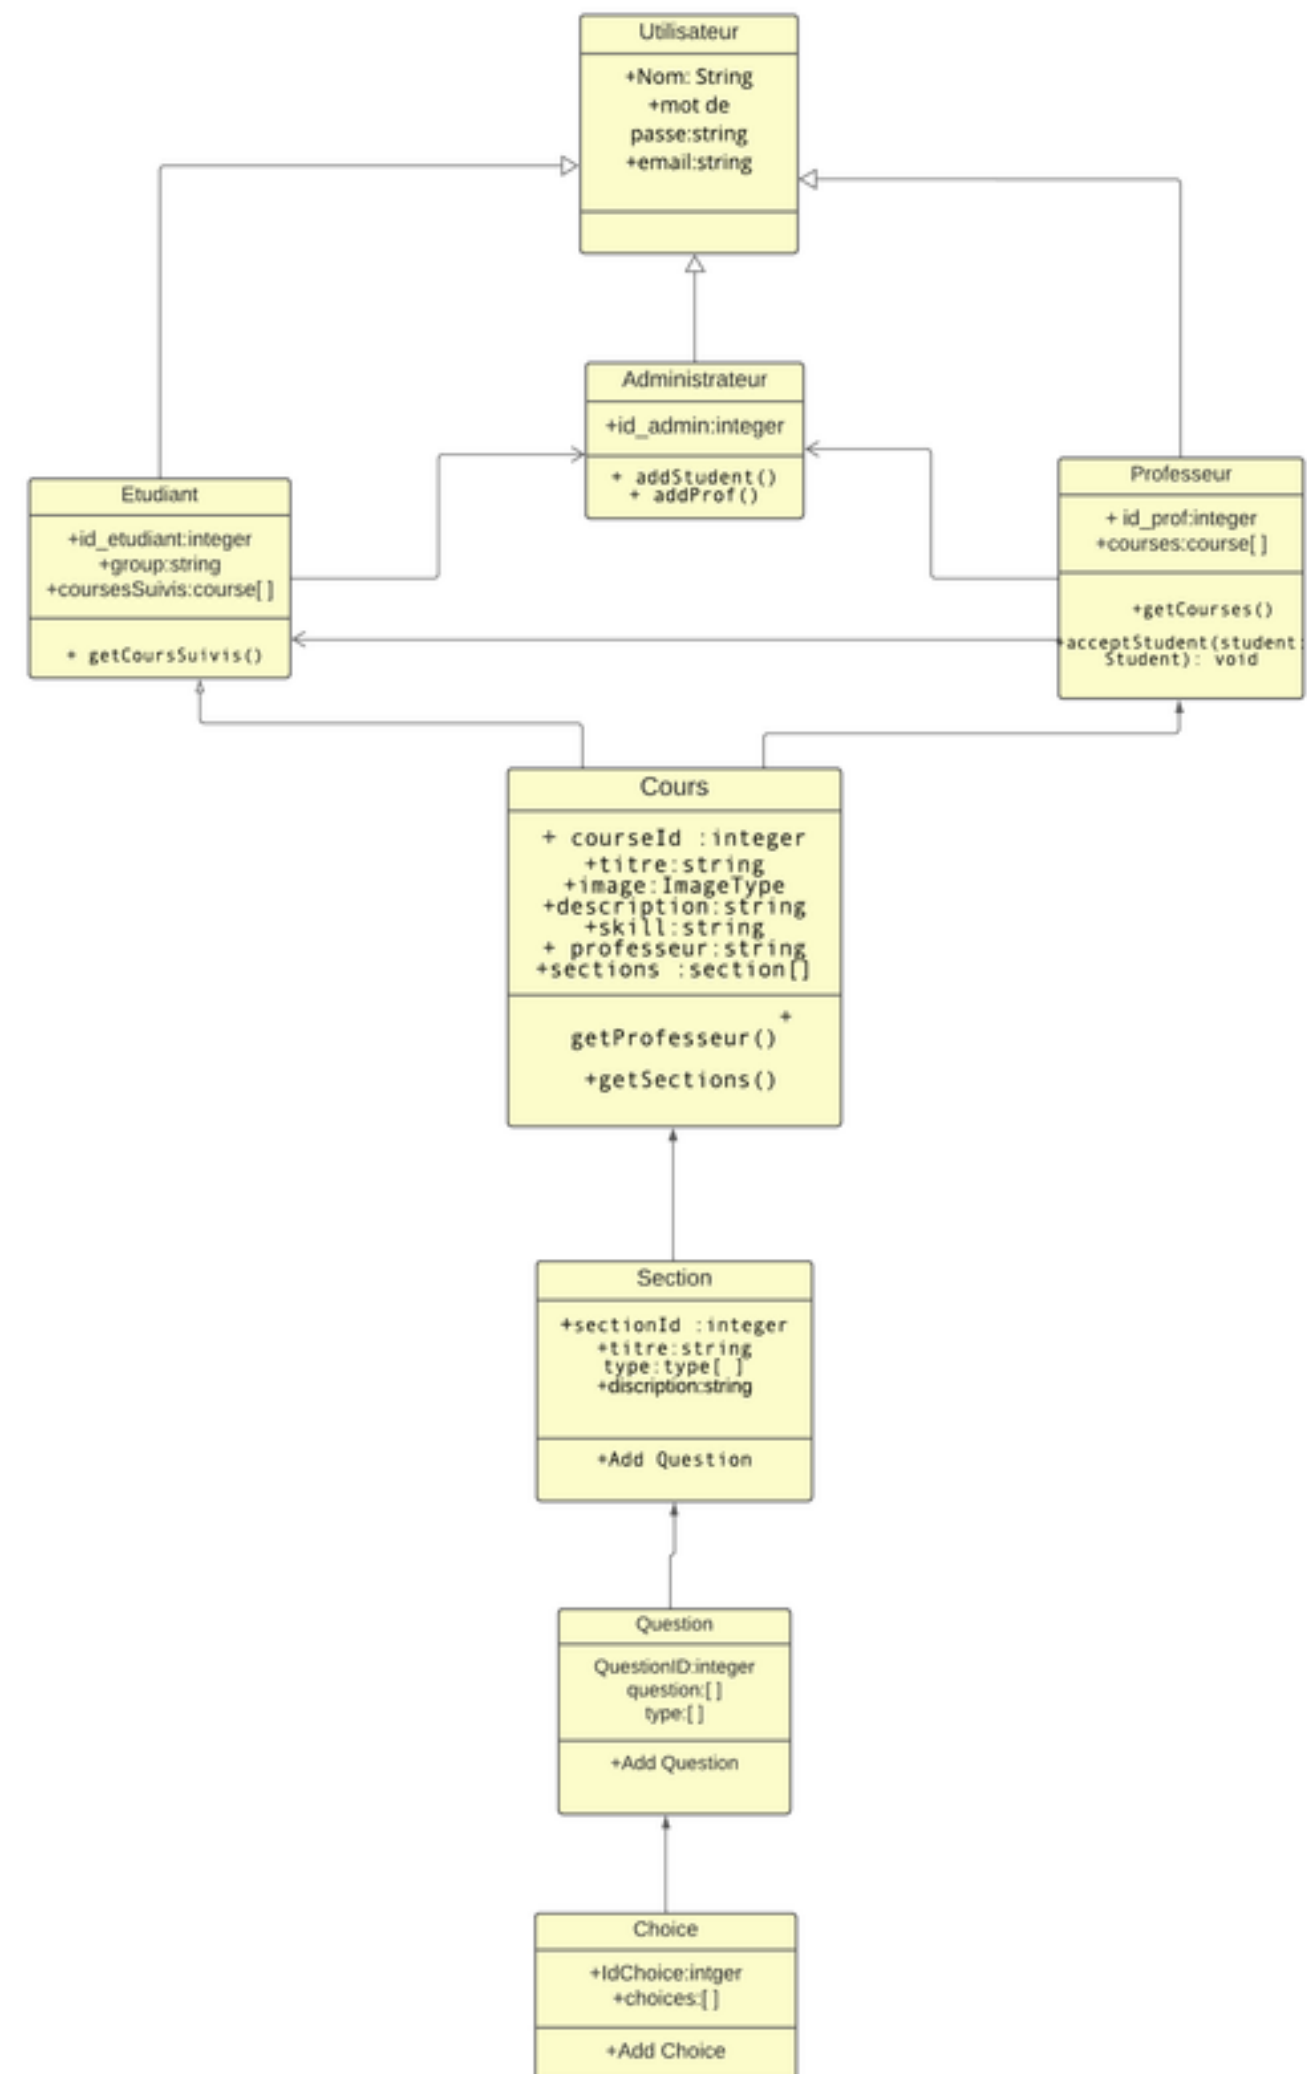 Utilisateur
+Nom: String
+mot de
passe:string
+email:string
Administrateur
+id_admin:integer
+ addStudent()
+ addProf()
Etudiant
+id_etudiant:integer
+group:string
+coursesSuivis:course[ ]
+ getCoursSuivis()
Professeur
+ id_prof:integer
+courses:course[ ]
+getCourses()
+acceptStudent(student:
Student): void
Cours
+ courseId :integer
+titre:string
+image:ImageType
+description:string
+skill:string
+ professeur:string
+sections :section[]
+
getProfesseur()
+getSections()
Section
+sectionId :integer
+titre:string
type:type[ ]
+discription:string
+Add Question
Question
QuestionID:integer
question:[ ]
type:[ ]
+Add Question
Choice
+IdChoice:intger
+choices:[ ]
+Add Choice